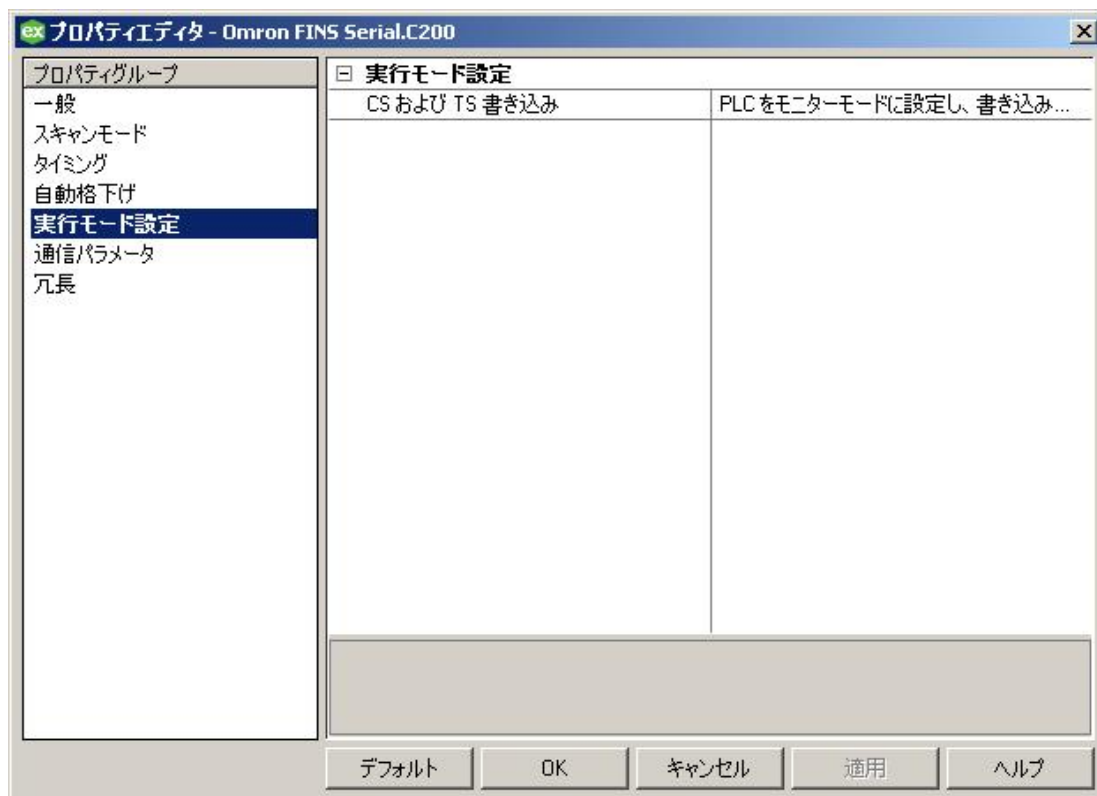 ex プロパティエディタ - Omron FINS Serial.C200
プロパティグループ
一般
スキャンモード
タイミング
自動格下げ
実行モード設定
通信パラメータ
冗長
実行モード設定
CS および TS 書き込み
PLC をモニターモードに設定し、書き込み...
デフォルト
OK
キャンセル
適用
ヘルプ